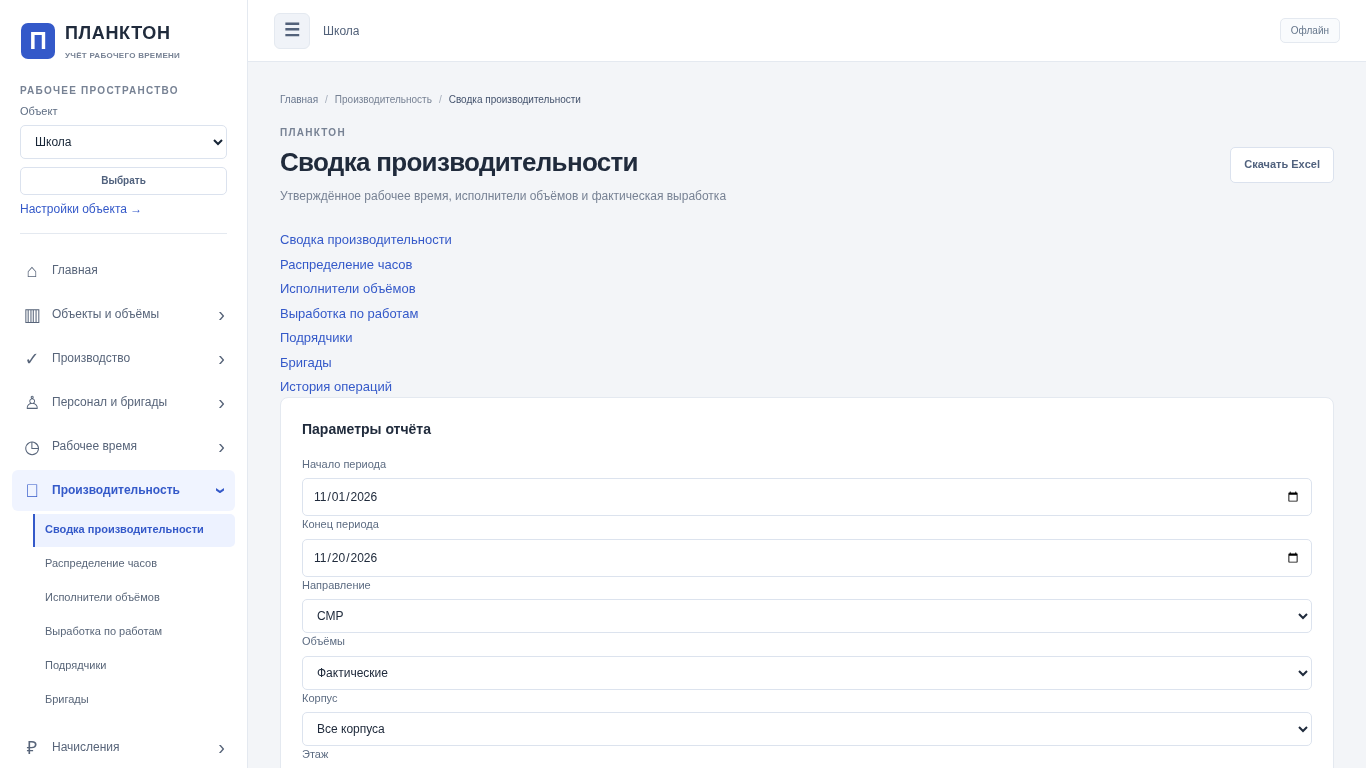 П ПЛАНКТОН
УЧЁТ РАБОЧЕГО ВРЕМЕНИ
РАБОЧЕЕ ПРОСТРАНСТВО
Объект
Школа
Выбрать
Настройки объекта →
Главная
Объекты и объёмы
Производство
Персонал и бригады
Рабочее время
Производительность
Сводка производительности
Распределение часов
Исполнители объёмов
Выработка по работам
Подрядчики
Бригады
₽ Начисления
Школа
Офлайн
Главная / Производительность / Сводка производительности
ПЛАНКТОН
Сводка производительности
Скачать Excel
Утверждённое рабочее время, исполнители объёмов и фактическая выработка
Сводка производительности
Распределение часов
Исполнители объёмов
Выработка по работам
Подрядчики
Бригады
История операций
Параметры отчёта
Начало периода
11/01/2026
Конец периода
11/20/2026
Направление
СМР
Объёмы
Фактические
Корпус
Все корпуса
Этаж